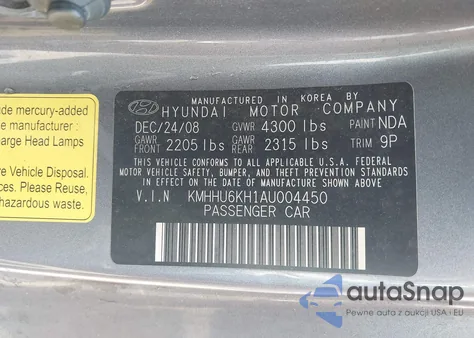 ude mercury-added
arge Head Lamps
re Vehicle Disposal.
Please Reuse,
hazardous waste.
MANUFACTURED IN KOREA BY
HYUNDAI MOTOR COMPANY
DEC/24/08 GVWR 4300 lbs PAINT NDA
GAWR FRONT 2205 lbs GAWR REAR 2315 lbs TRIM 9P
THIS VEHICLE CONFORMS TO ALL APPLICABLE U.S.A. FEDERAL
MOTOR VEHICLE SAFETY, BUMPER, AND THEFT PREVENTION
STANDARDS IN EFFECT ON THE DATE OF MANUFACTURE
SHOWN ABOVE.
V.I.N KMHHU6KH1AU004450
PASSENGER CAR
autoSnap
Pewne auta z aukcji USA i EU